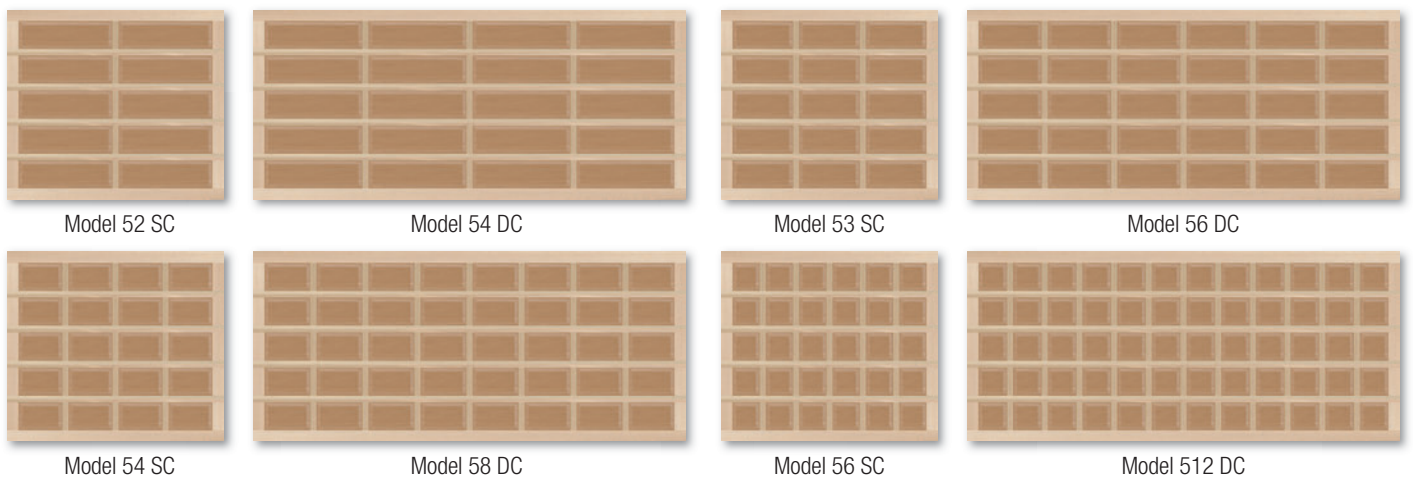 Model 52 SC
Model 54 DC
Model 53 SC
Model 56 DC
Model 54 SC
Model 58 DC
Model 56 SC
Model 512 DC